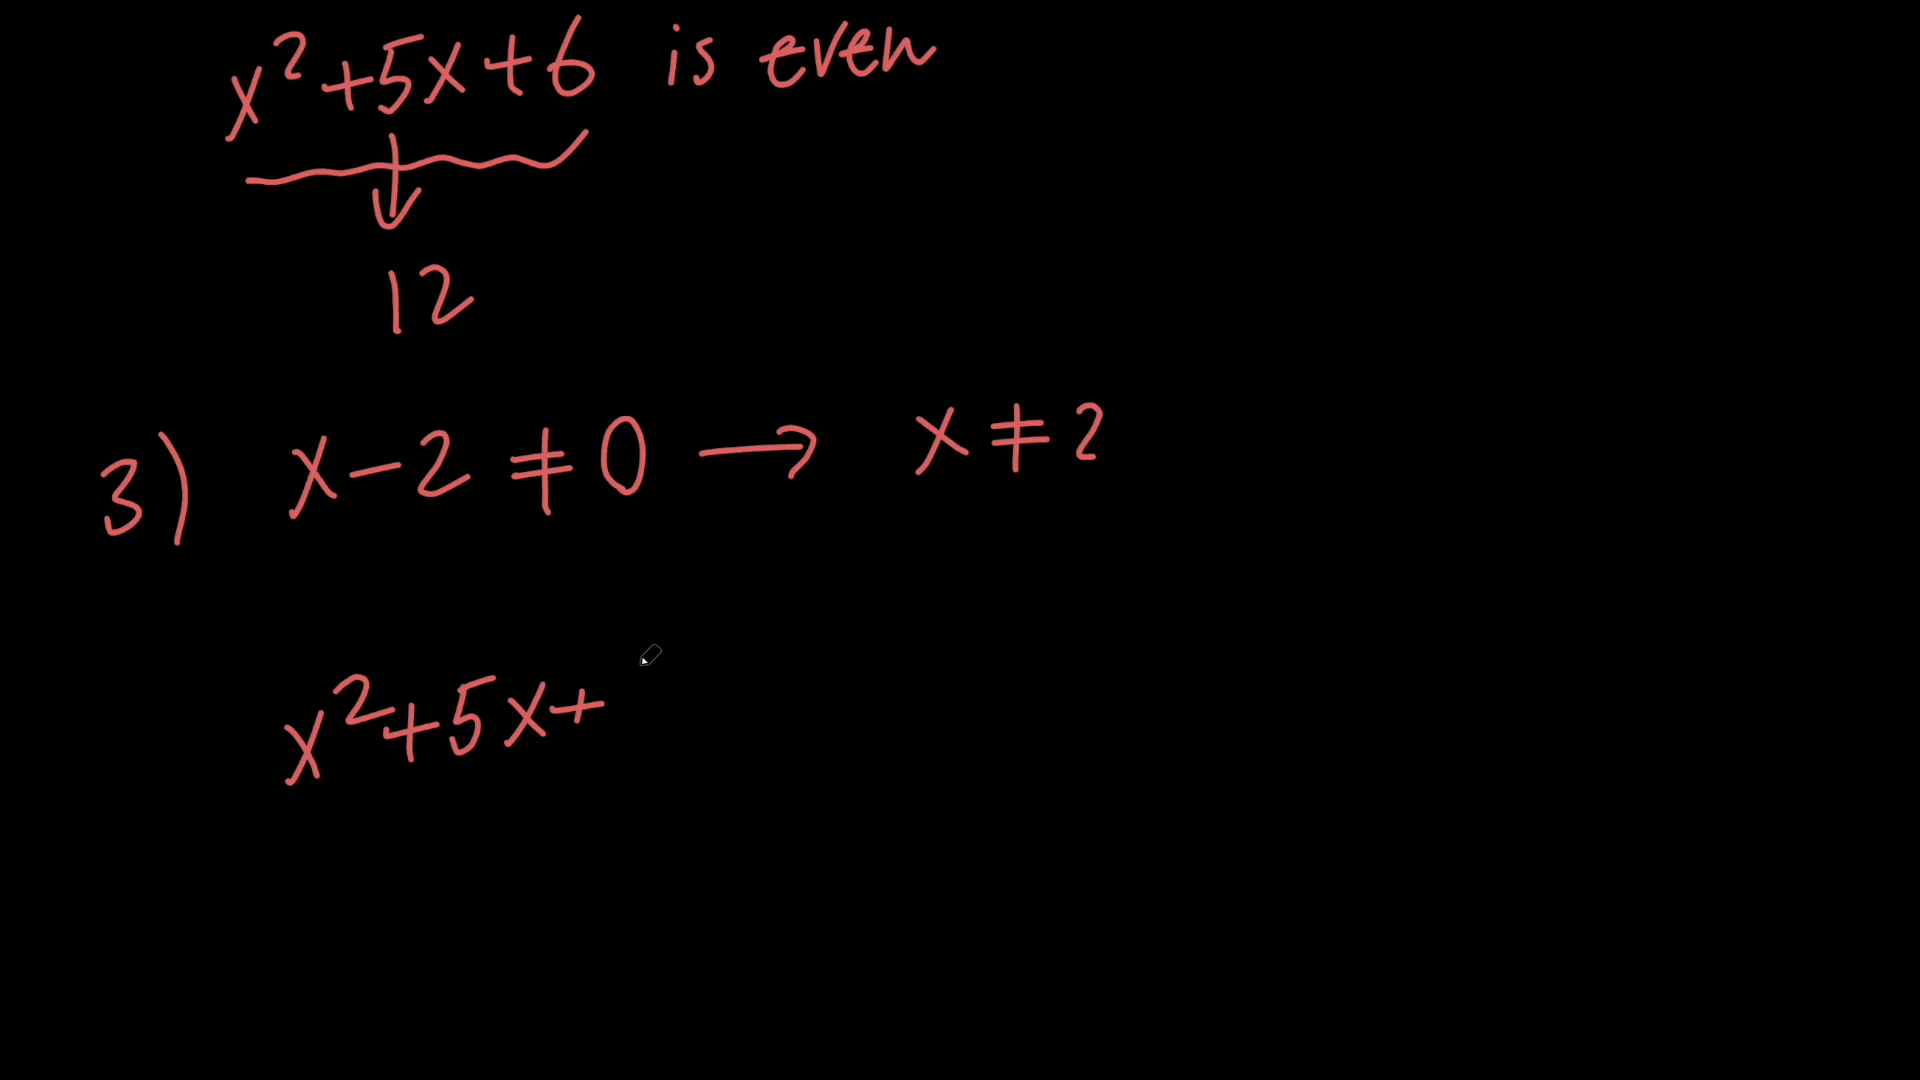 x²+5x+6 is even
12
3) x-2≠0 → x≠2
x²+5x+